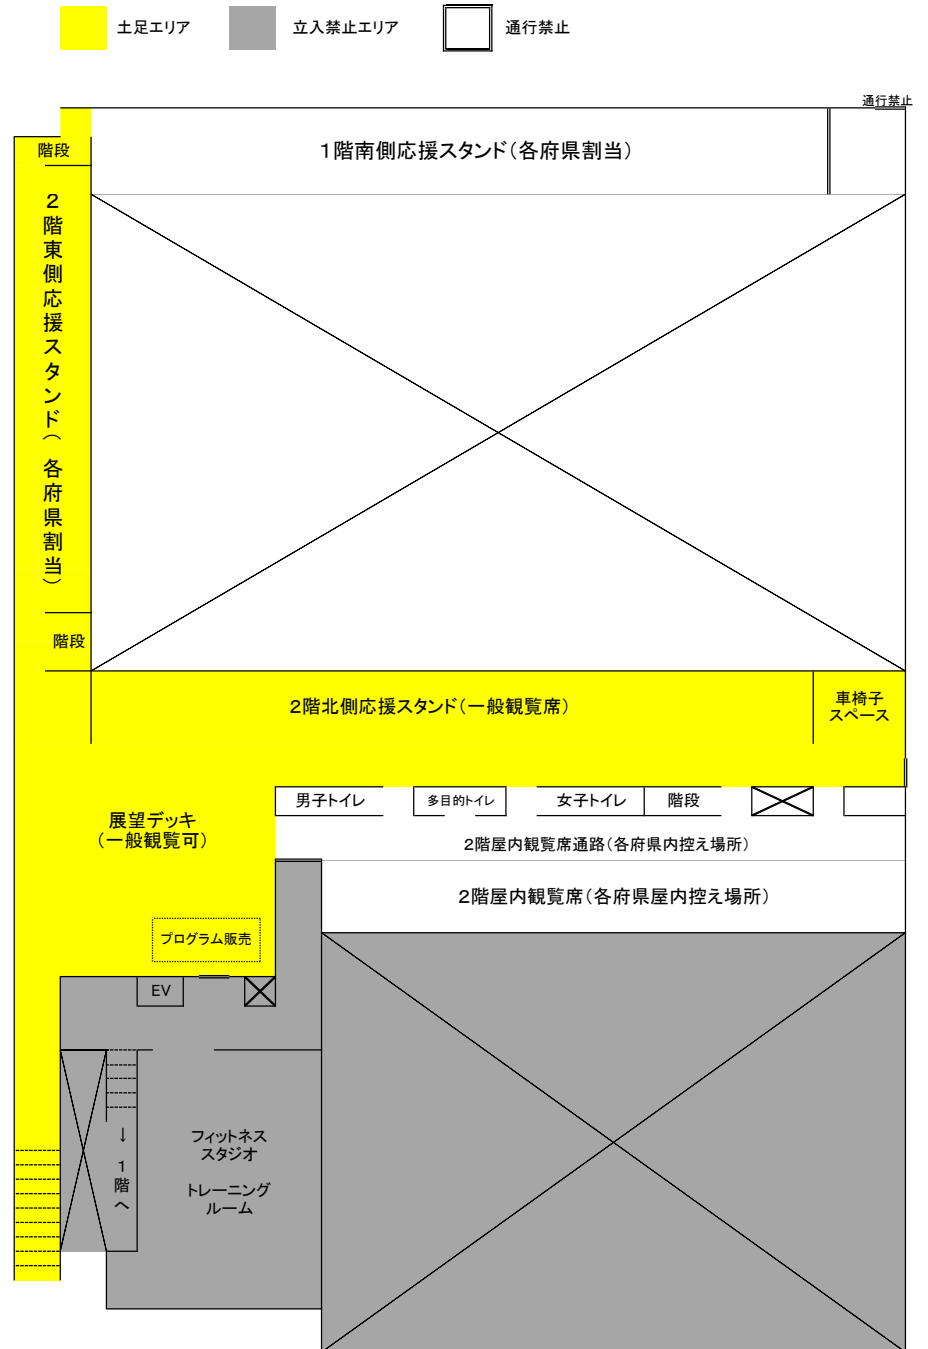 土足エリア
立入禁止エリア
通行禁止
通行禁止
1階南側応援スタンド(各府県割当)
階段
2階東側応援スタンド(各府県割当)
階段
2階北側応援スタンド(一般観覧席)
車椅子
スペース
男子トイレ
多目的トイレ
女子トイレ
階段
展望デッキ
(一般観覧可)
2階屋内観覧席通路(各府県内控え場所)
2階屋内観覧席(各府県屋内控え場所)
プログラム販売
EV
フィットネス
スタジオ
トレーニング
ルーム
↓ 1階へ